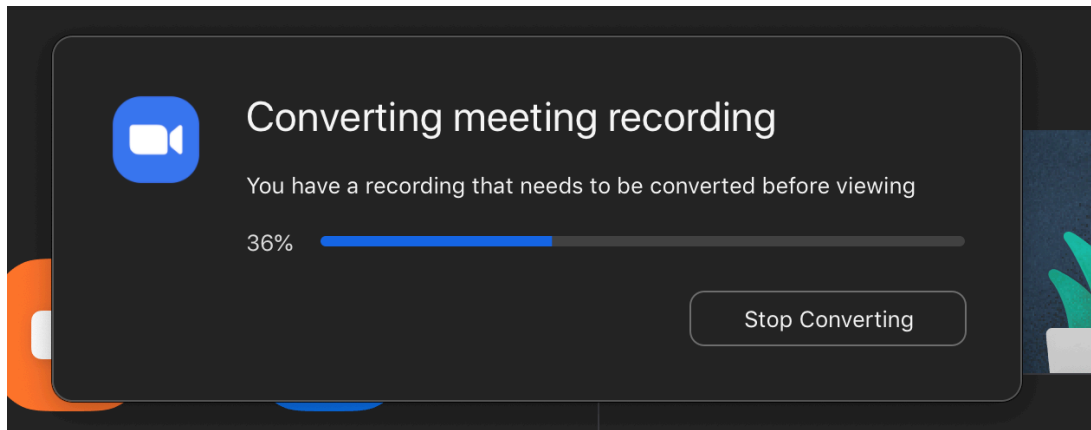 Converting meeting recording
You have a recording that needs to be converted before viewing
36%
Stop Converting